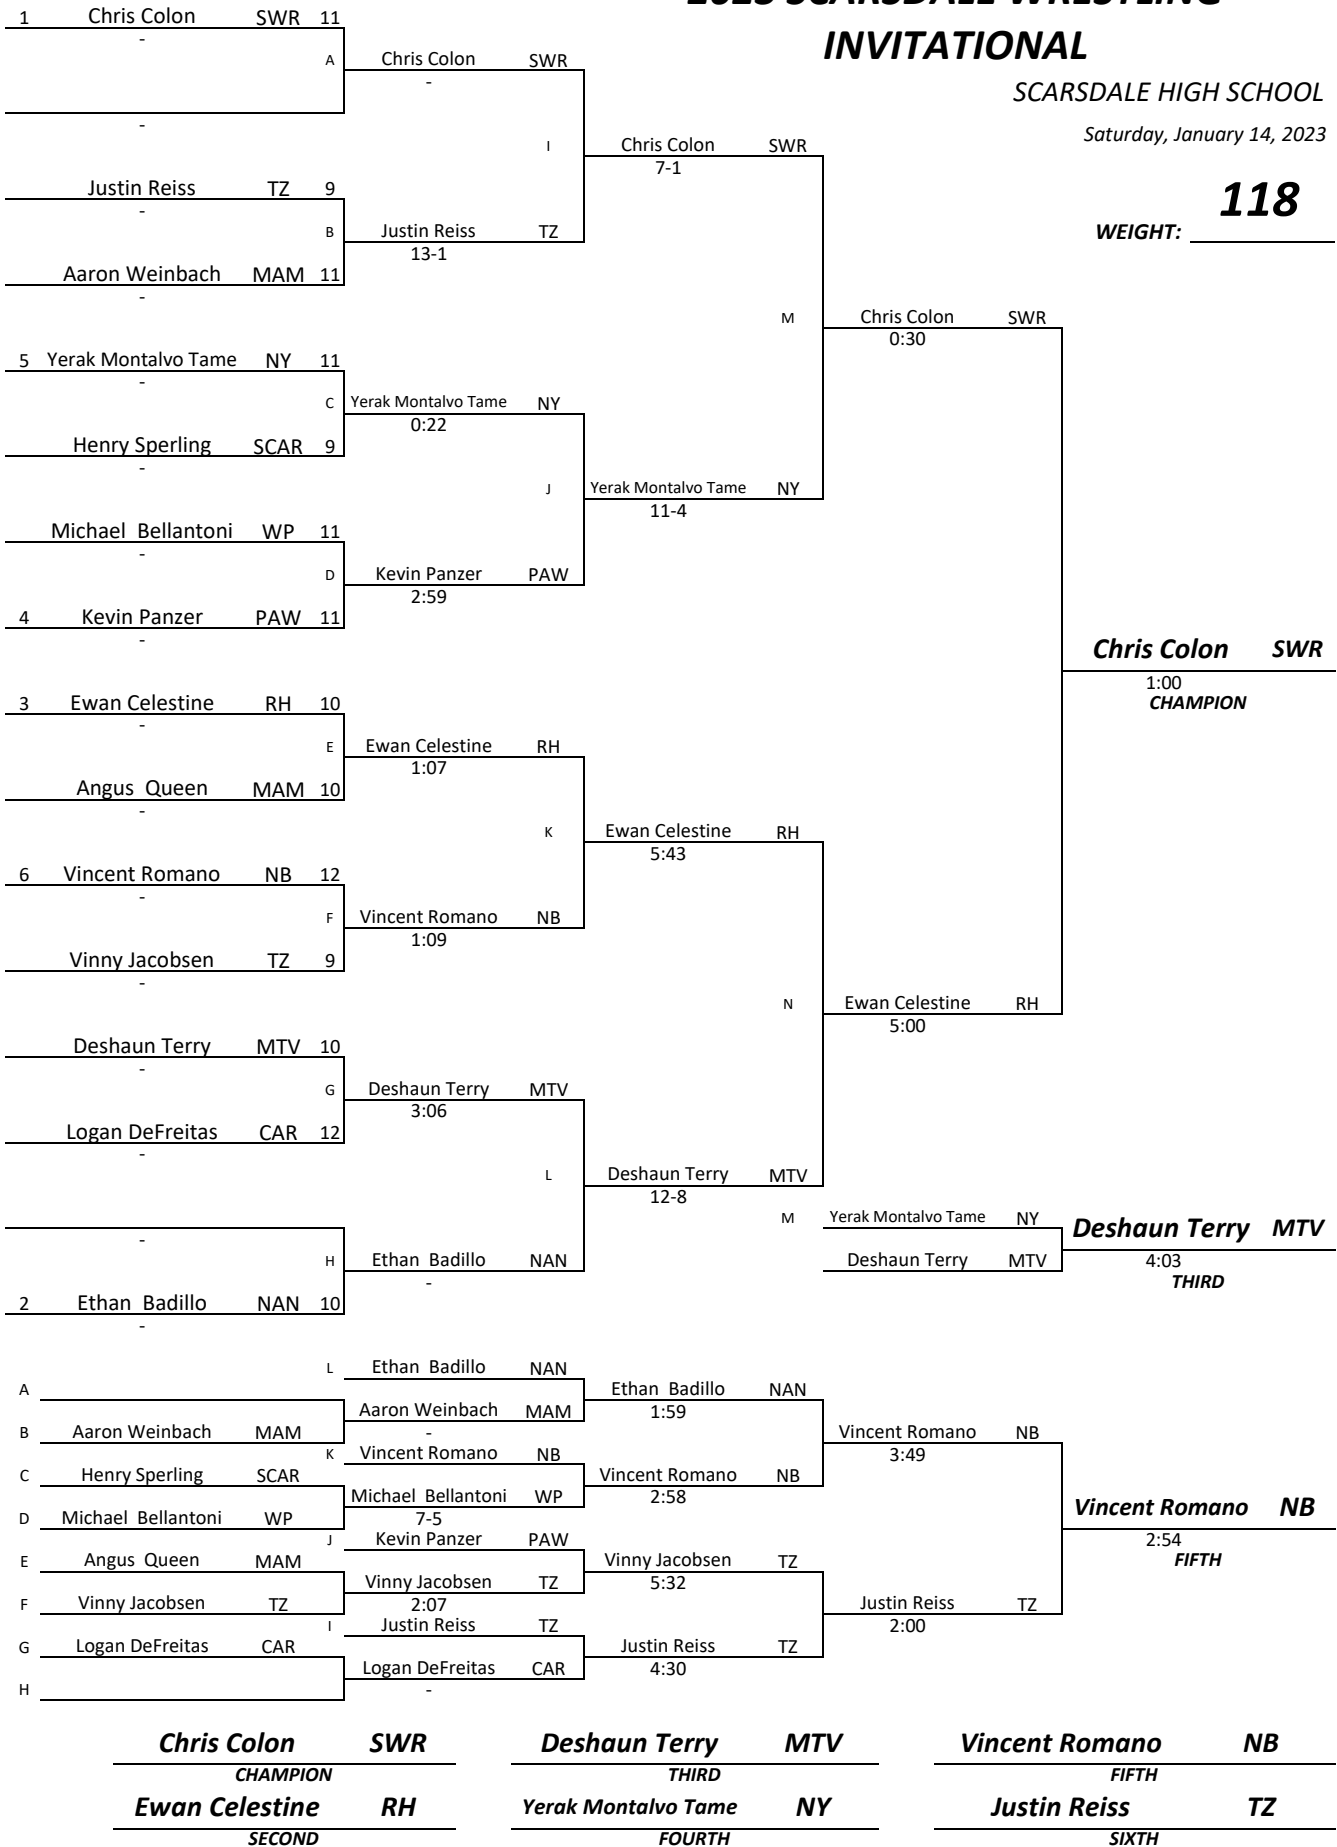 2023 SCARSDALE WRESTLING
INVITATIONAL
SCARSDALE HIGH SCHOOL
Saturday, January 14, 2023
118
WEIGHT:
1 Chris Colon SWR 11
-
A Chris Colon SWR
-
-
I Chris Colon SWR
7-1
Justin Reiss TZ 9
-
B Justin Reiss TZ
13-1
Aaron Weinbach MAM 11
-
M Chris Colon SWR
0:30
5 Yerak Montalvo Tame NY 11
-
C Yerak Montalvo Tame NY
0:22
Henry Sperling SCAR 9
-
J Yerak Montalvo Tame NY
11-4
Michael Bellantoni WP 11
-
D Kevin Panzer PAW
2:59
4 Kevin Panzer PAW 11
-
Chris Colon SWR
1:00
CHAMPION
3 Ewan Celestine RH 10
-
E Ewan Celestine RH
1:07
Angus Queen MAM 10
-
K Ewan Celestine RH
5:43
6 Vincent Romano NB 12
-
F Vincent Romano NB
1:09
Vinny Jacobsen TZ 9
-
N Ewan Celestine RH
5:00
Deshaun Terry MTV 10
-
G Deshaun Terry MTV
3:06
Logan DeFreitas CAR 12
-
L Deshaun Terry MTV
12-8
M Yerak Montalvo Tame NY
Deshaun Terry MTV
-
Deshaun Terry MTV
4:03
THIRD
H Ethan Badillo NAN
-
2 Ethan Badillo NAN 10
-
L Ethan Badillo NAN
A
Ethan Badillo NAN
1:59
Aaron Weinbach MAM
-
B Aaron Weinbach MAM
Vincent Romano NB
3:49
K Vincent Romano NB
C Henry Sperling SCAR
Vincent Romano NB
2:58
Michael Bellantoni WP
7-5
D Michael Bellantoni WP
Vincent Romano NB
2:54
FIFTH
J Kevin Panzer PAW
E Angus Queen MAM
Vinny Jacobsen TZ
5:32
Vinny Jacobsen TZ
2:07
F Vinny Jacobsen TZ
Justin Reiss TZ
2:00
I Justin Reiss TZ
G Logan DeFreitas CAR
Justin Reiss TZ
4:30
Logan DeFreitas CAR
-
H
Chris Colon SWR Deshaun Terry MTV Vincent Romano NB
CHAMPION THIRD FIFTH
Ewan Celestine RH Yerak Montalvo Tame NY Justin Reiss TZ
SECOND FOURTH SIXTH